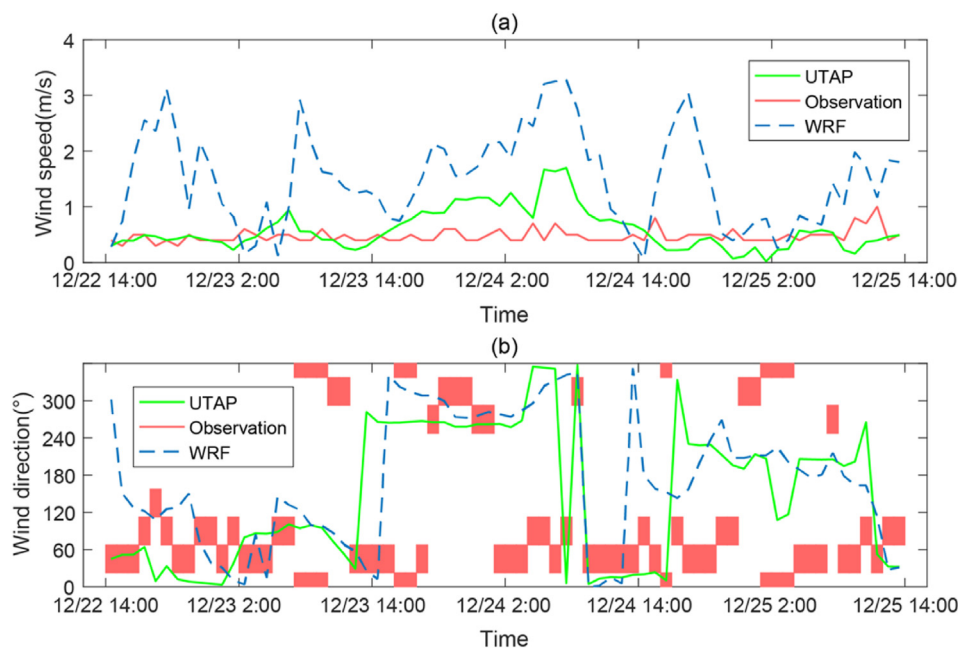 (a)
Wind speed(m/s)
4
3
2
1
0
UTAP
Observation
WRF
12/22 14:00 12/23 2:00 12/23 14:00 12/24 2:00 12/24 14:00 12/25 2:00 12/25 14:00
Time
(b)
Wind direction(°)
300
240
180
120
60
0
UTAP
Observation
WRF
12/22 14:00 12/23 2:00 12/23 14:00 12/24 2:00 12/24 14:00 12/25 2:00 12/25 14:00
Time